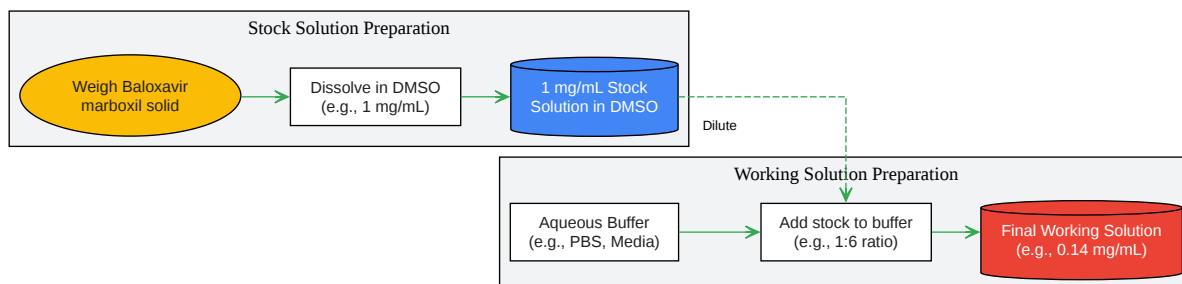 Stock Solution Preparation
Weigh Baloxavir
marboxil solid
Dissolve in DMSO
(e.g., 1 mg/mL)
1 mg/mL Stock
Solution in DMSO
Dilute
Working Solution Preparation
Aqueous Buffer
(e.g., PBS, Media)
Add stock to buffer
(e.g., 1:6 ratio)
Final Working Solution
(e.g., 0.14 mg/mL)